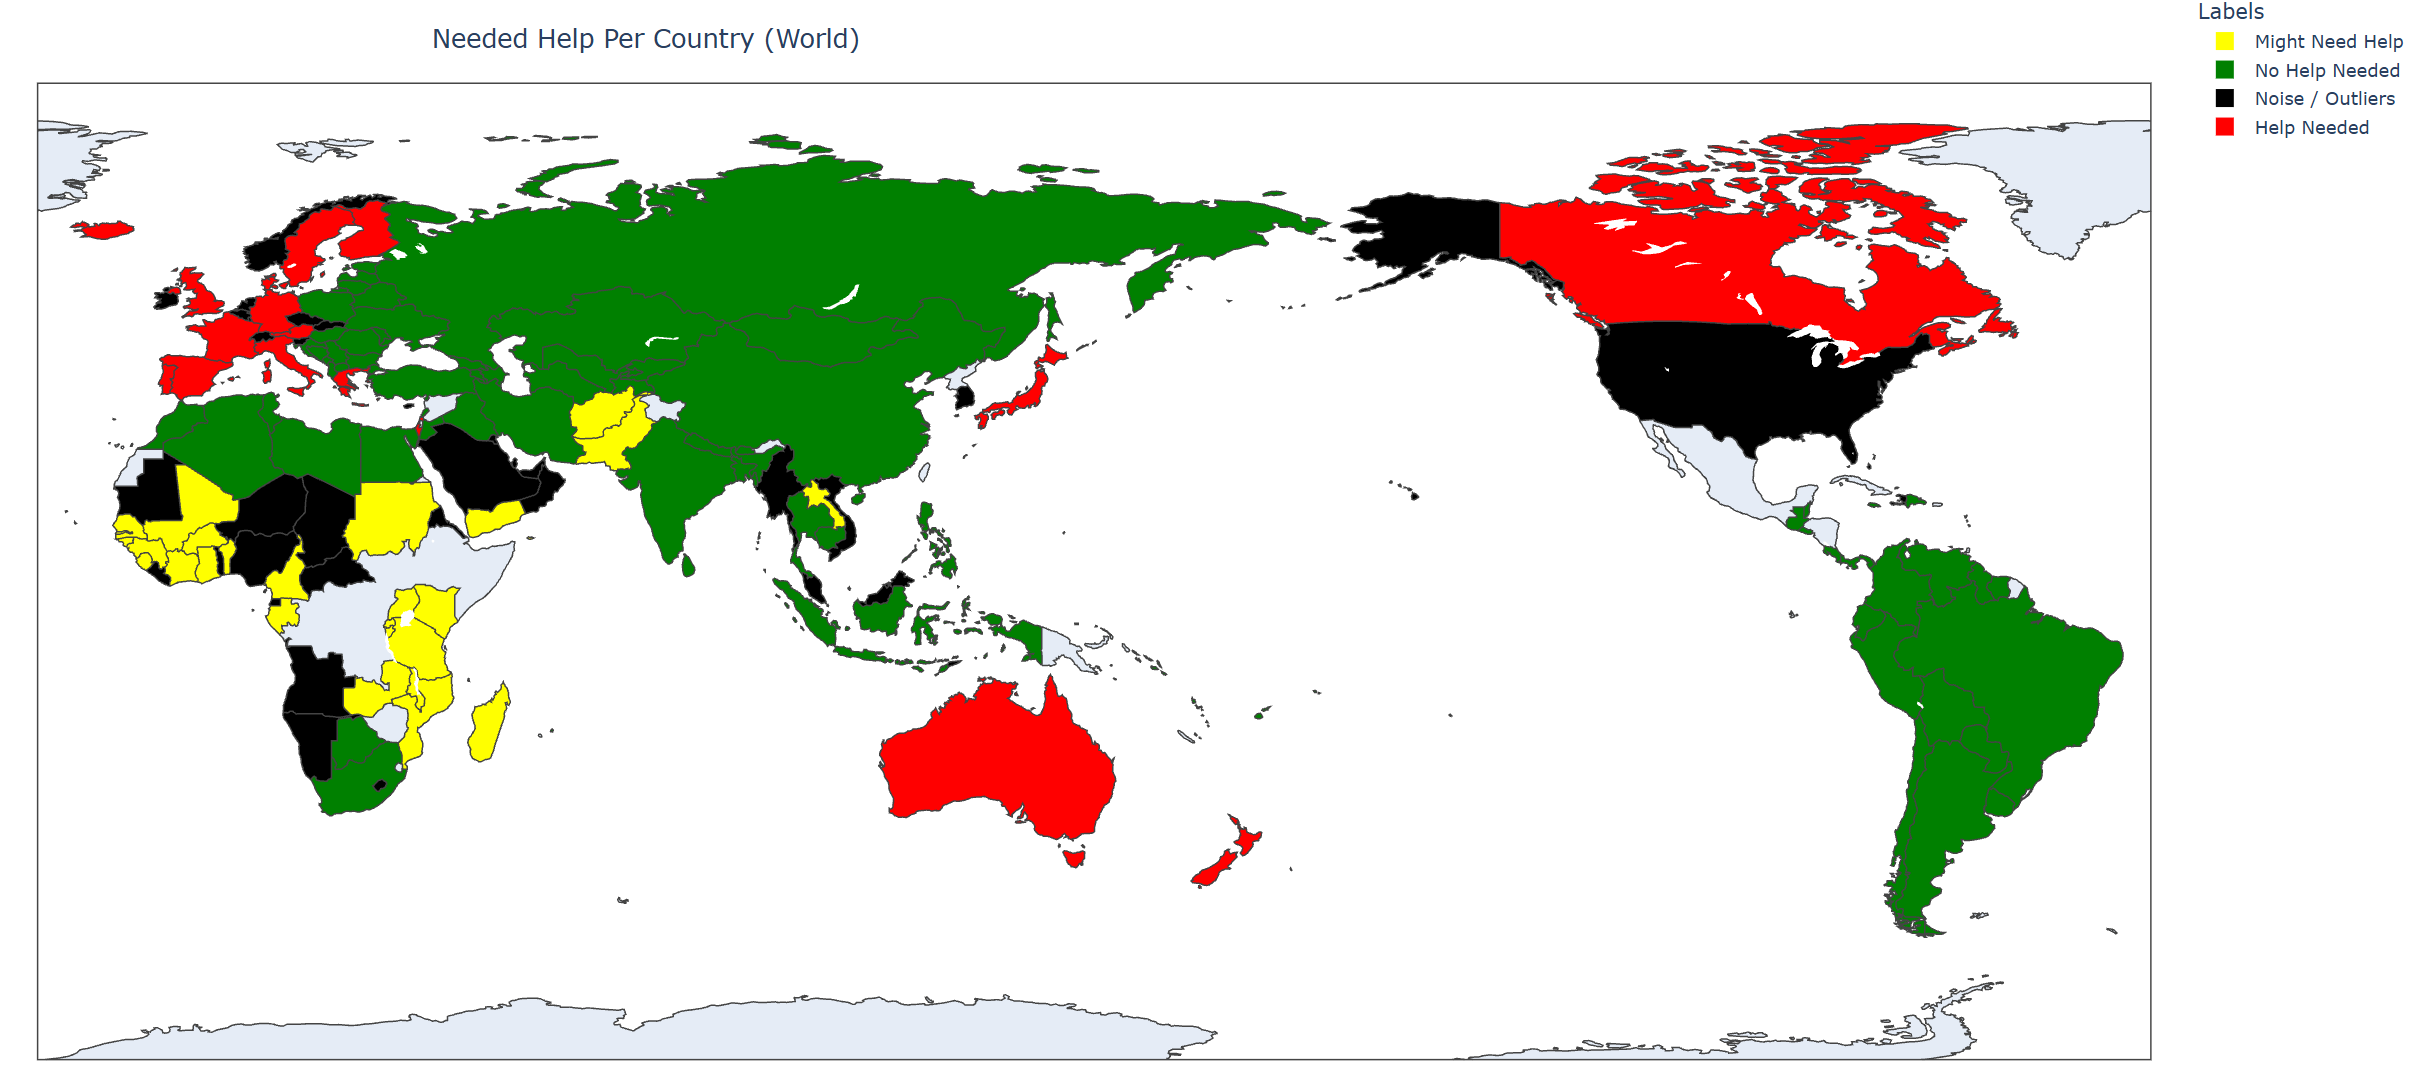 Needed Help Per Country (World)
Labels
Might Need Help
No Help Needed
Noise / Outliers
Help Needed